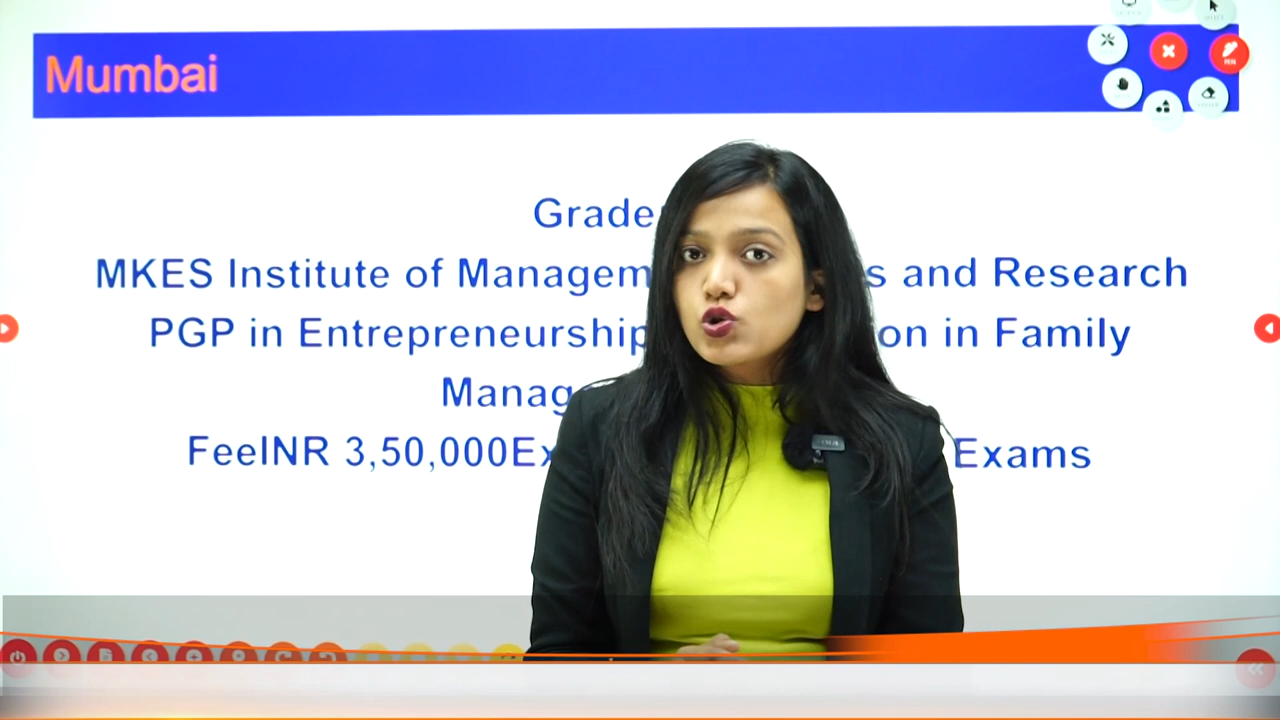 Mumbai
PEN
Grade
MKES Institute of Managem s and Research
PGP in Entrepreneurship on in Family
Manag
FeeINR 3,50,000Ex Exams